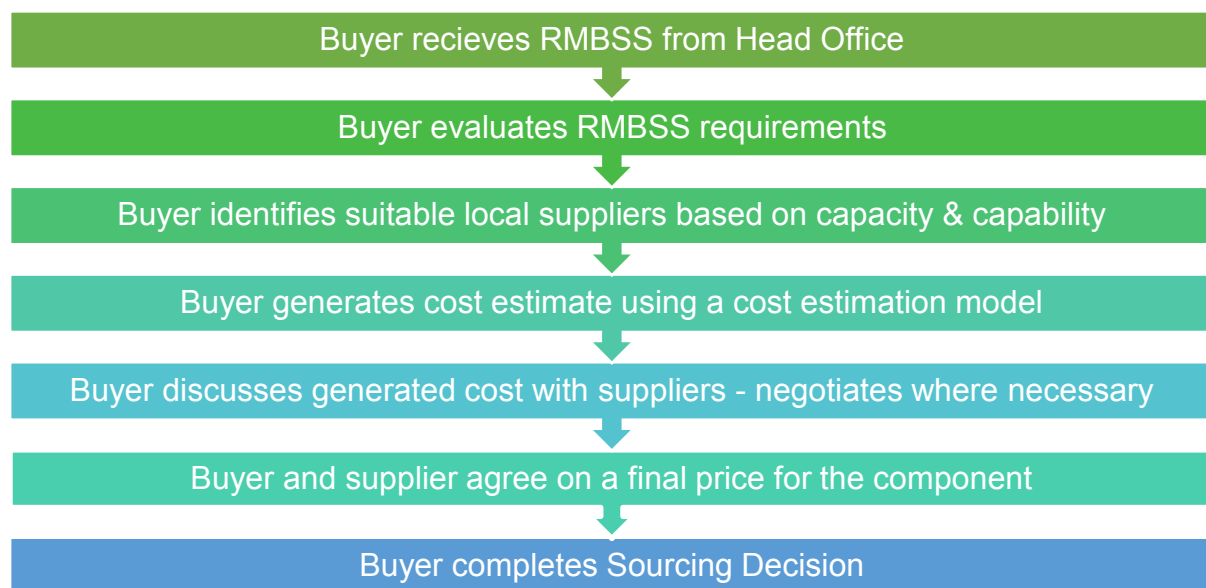 Buyer recieves RMBSS from Head Office
Buyer evaluates RMBSS requirements
Buyer identifies suitable local suppliers based on capacity & capability
Buyer generates cost estimate using a cost estimation model
Buyer discusses generated cost with suppliers - negotiates where necessary
Buyer and supplier agree on a final price for the component
Buyer completes Sourcing Decision